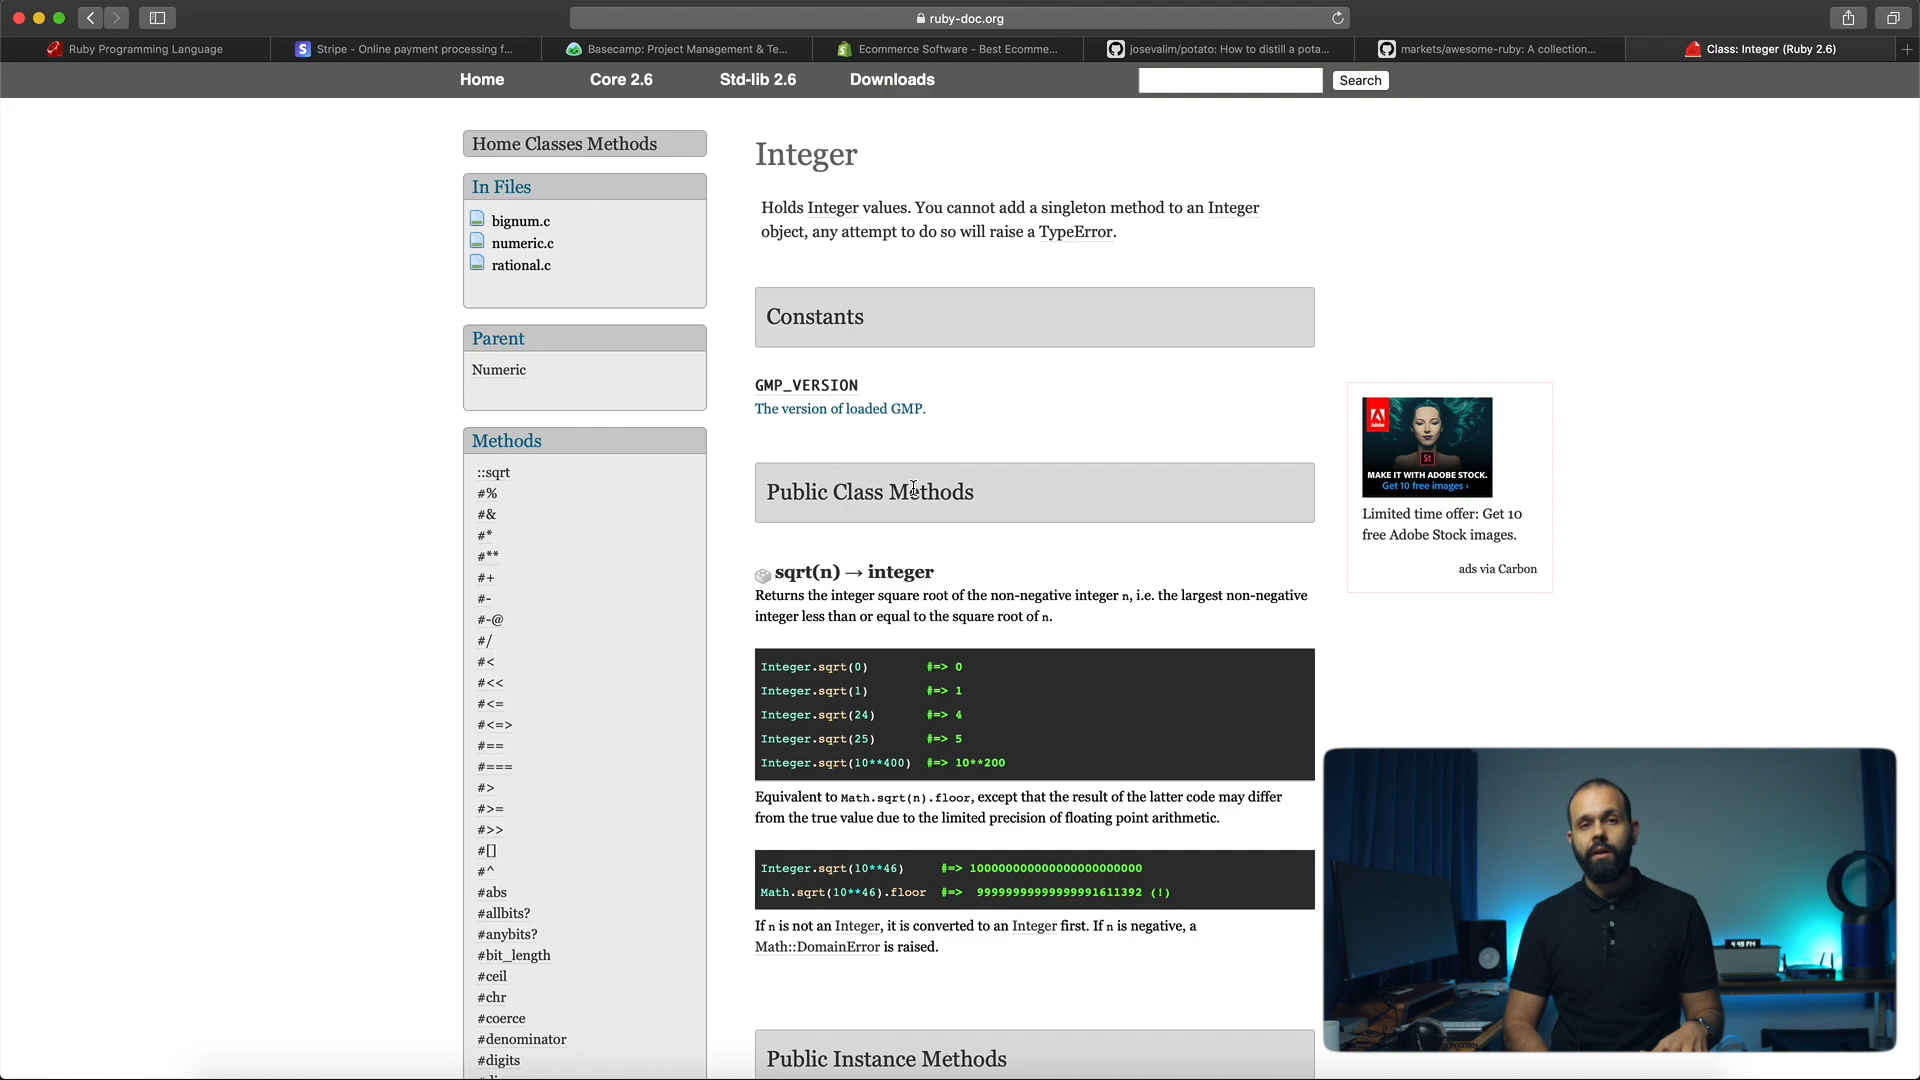 ruby-doc.org
Ruby Programming Language
Stripe - Online payment processing f...
Basecamp: Project Management & Te...
Ecommerce Software - Best Ecomme...
josevalim/potato: How to distill a pota...
markets/awesome-ruby: A collection...
Class: Integer (Ruby 2.6)
Home
Core 2.6
Std-lib 2.6
Downloads
Search
Home Classes Methods
In Files
bignum.c
numeric.c
rational.c
Parent
Numeric
Methods
::sqrt
#%
#&
#*
#**
#+
#-
#-@
#/
#<
#<<
#<=
#<=>
#==
#===
#>
#>=
#>>
#[]
#^
#abs
#allbits?
#anybits?
#bit_length
#ceil
#chr
#coerce
#denominator
#digits
Integer
Holds Integer values. You cannot add a singleton method to an Integer
object, any attempt to do so will raise a TypeError.
Constants
GMP_VERSION
The version of loaded GMP.
Public Class Methods
sqrt(n) → integer
Returns the integer square root of the non-negative integer n, i.e. the largest non-negative
integer less than or equal to the square root of n.
Integer.sqrt(0) #=> 0
Integer.sqrt(1) #=> 1
Integer.sqrt(24) #=> 4
Integer.sqrt(25) #=> 5
Integer.sqrt(10**400) #=> 10**200
Equivalent to Math.sqrt(n).floor, except that the result of the latter code may differ
from the true value due to the limited precision of floating point arithmetic.
Integer.sqrt(10**46) #=> 100000000000000000000000
Math.sqrt(10**46).floor #=> 99999999999999991611392 (!)
If n is not an Integer, it is converted to an Integer first. If n is negative, a
Math::DomainError is raised.
Public Instance Methods
Adobe
St
MAKE IT WITH ADOBE STOCK.
Get 10 free images ›
Limited time offer: Get 10
free Adobe Stock images.
ads via Carbon
4:48 PM